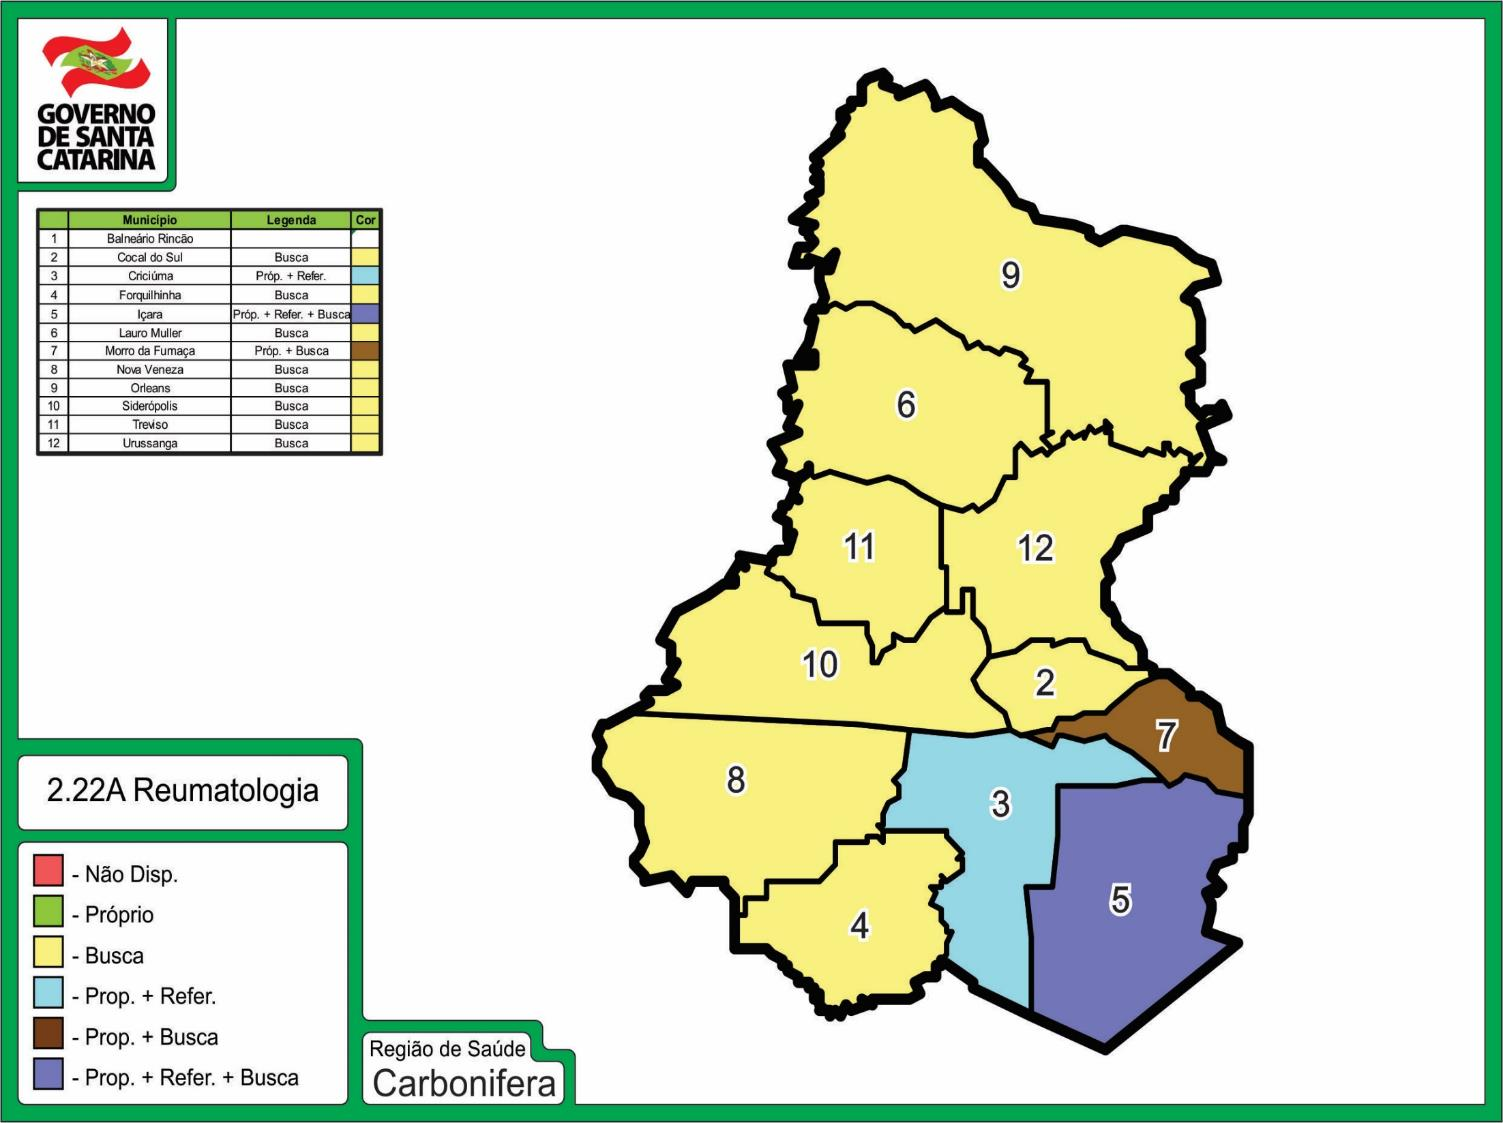 GOVERNO
DE SANTA
CATARINA
Município Legenda Cor
1 Balneário Rincão
2 Cocal do Sul Busca
3 Criciúma Próp. + Refer.
4 Forquilhinha Busca
5 Içara Próp. + Refer. + Busca
6 Lauro Muller Busca
7 Morro da Fumaça Próp. + Busca
8 Nova Veneza Busca
9 Orleans Busca
10 Siderópolis Busca
11 Treviso Busca
12 Urussanga Busca
9
6
11
12
10
2
7
8
3
5
4
2.22A Reumatologia
- Não Disp.
- Próprio
- Busca
- Prop. + Refer.
- Prop. + Busca
- Prop. + Refer. + Busca
Região de Saúde
Carbonifera